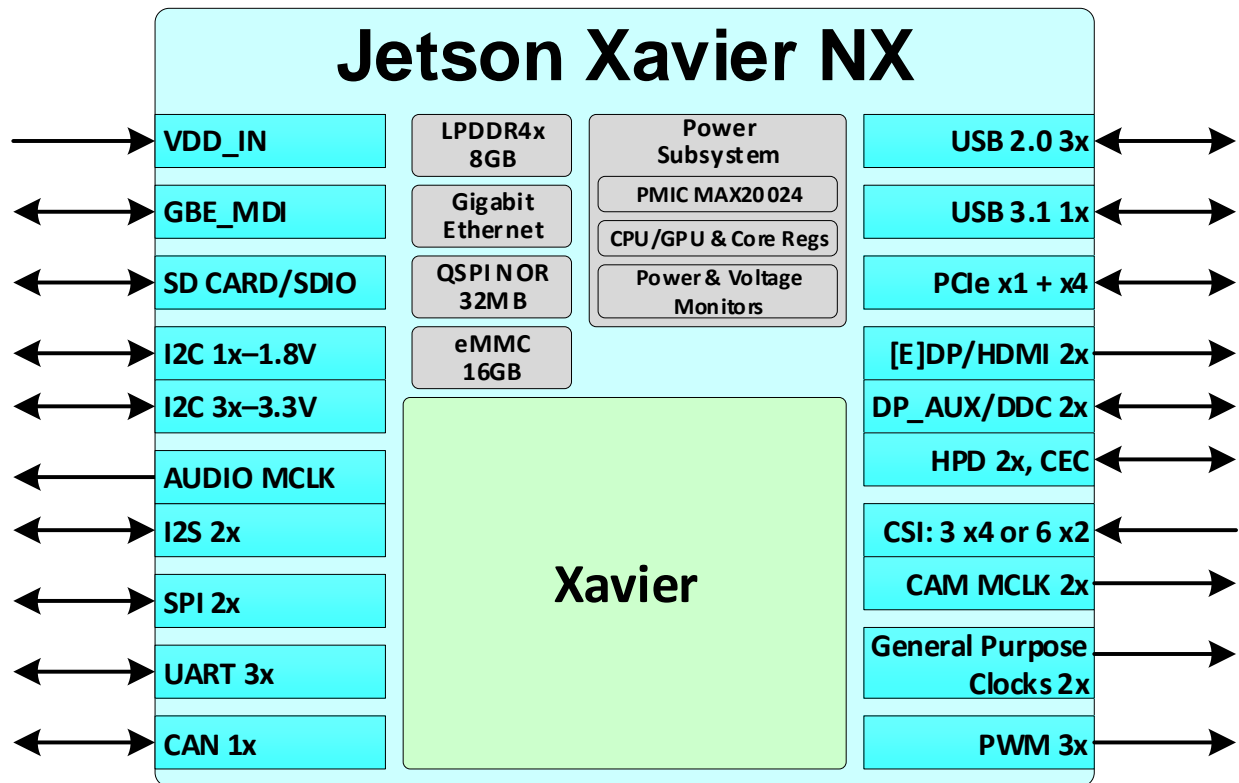 Jetson Xavier NX
VDD_IN
GBE_MDI
SD CARD/SDIO
I2C 1x–1.8V
I2C 3x–3.3V
AUDIO MCLK
I2S 2x
SPI 2x
UART 3x
CAN 1x
LPDDR4x
8GB
Gigabit
Ethernet
QSPI NOR
32MB
eMMC
16GB
Power
Subsystem
PMIC MAX20024
CPU/GPU & Core Regs
Power & Voltage
Monitors
Xavier
USB 2.0 3x
USB 3.1 1x
PCIe x1 + x4
[E]DP/HDMI 2x
DP_AUX/DDC 2x
HPD 2x, CEC
CSI: 3 x4 or 6 x2
CAM MCLK 2x
General Purpose
Clocks 2x
PWM 3x